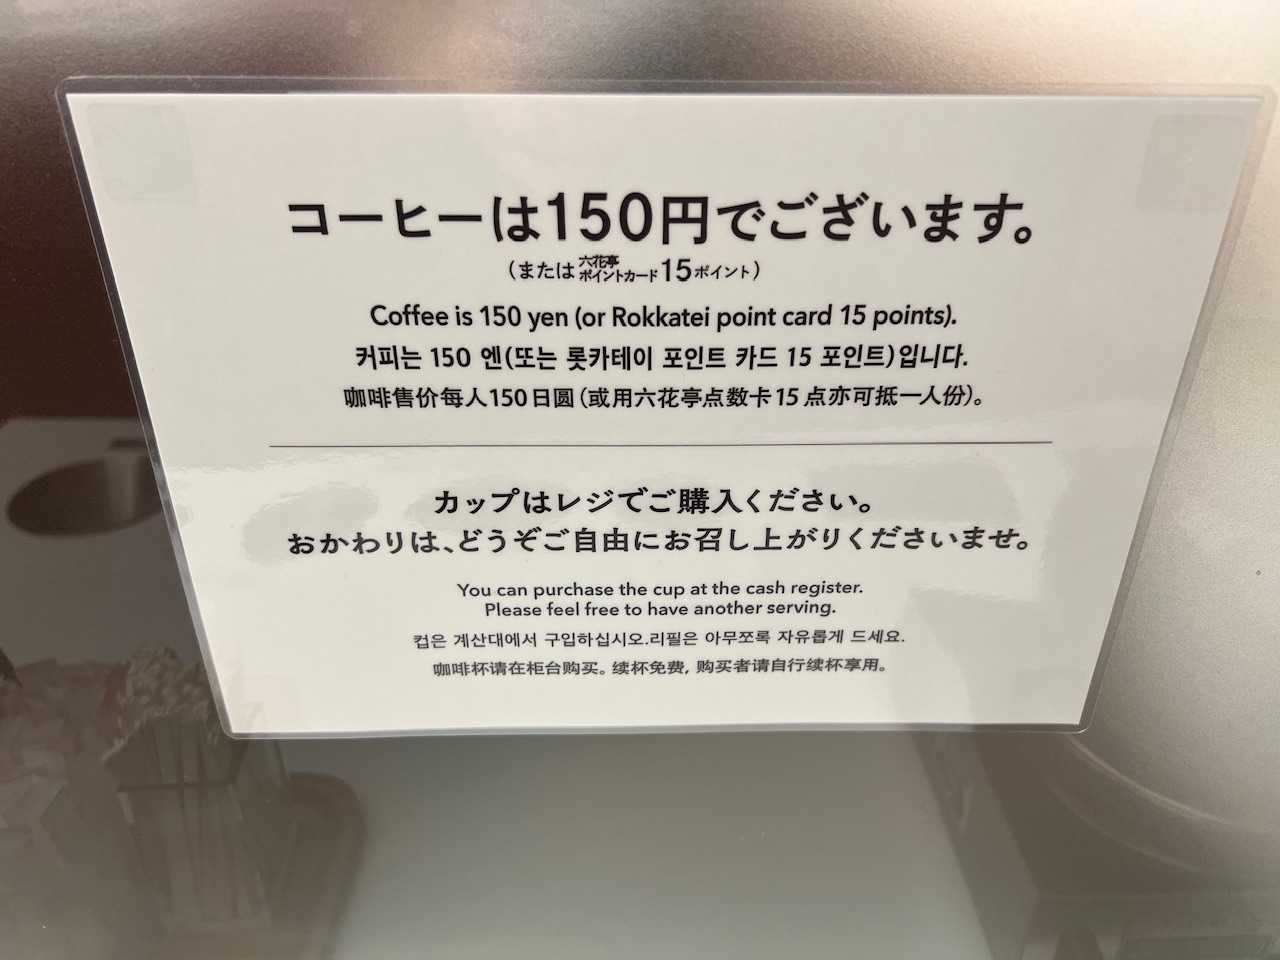 コーヒーは150円でございます。
（または六花亭ポイントカード15ポイント）
Coffee is 150 yen (or Rokkatei point card 15 points).
커피는 150 엔(또는 롯카테이 포인트 카드 15 포인트)입니다.
咖啡售价每人150日圆（或用六花亭点数卡15点亦可抵一人份）。
カップはレジでご購入ください。
おかわりは、どうぞご自由にお召し上がりくださいませ。
You can purchase the cup at the cash register.
Please feel free to have another serving.
컵은 계산대에서 구입하십시오.리필은 아무쪼록 자유롭게 드세요.
咖啡杯请在柜台购买。续杯免费，购买者请自行续杯享用。